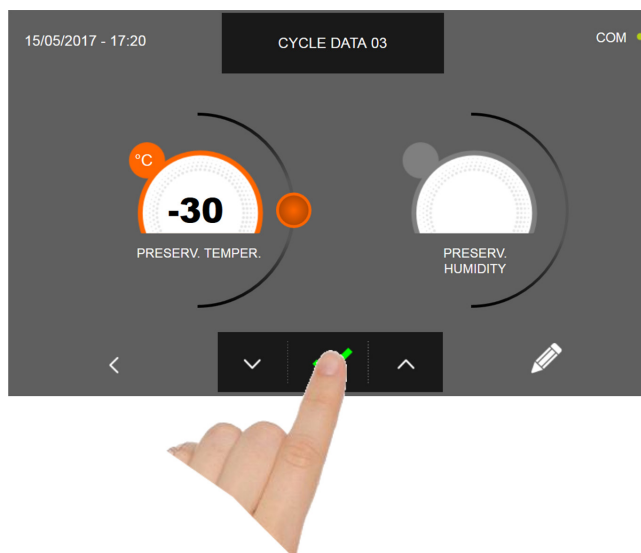 15/05/2017 - 17:20
CYCLE DATA 03
COM
°C
-30
PRESERV. TEMPER.
PRESERV.
HUMIDITY